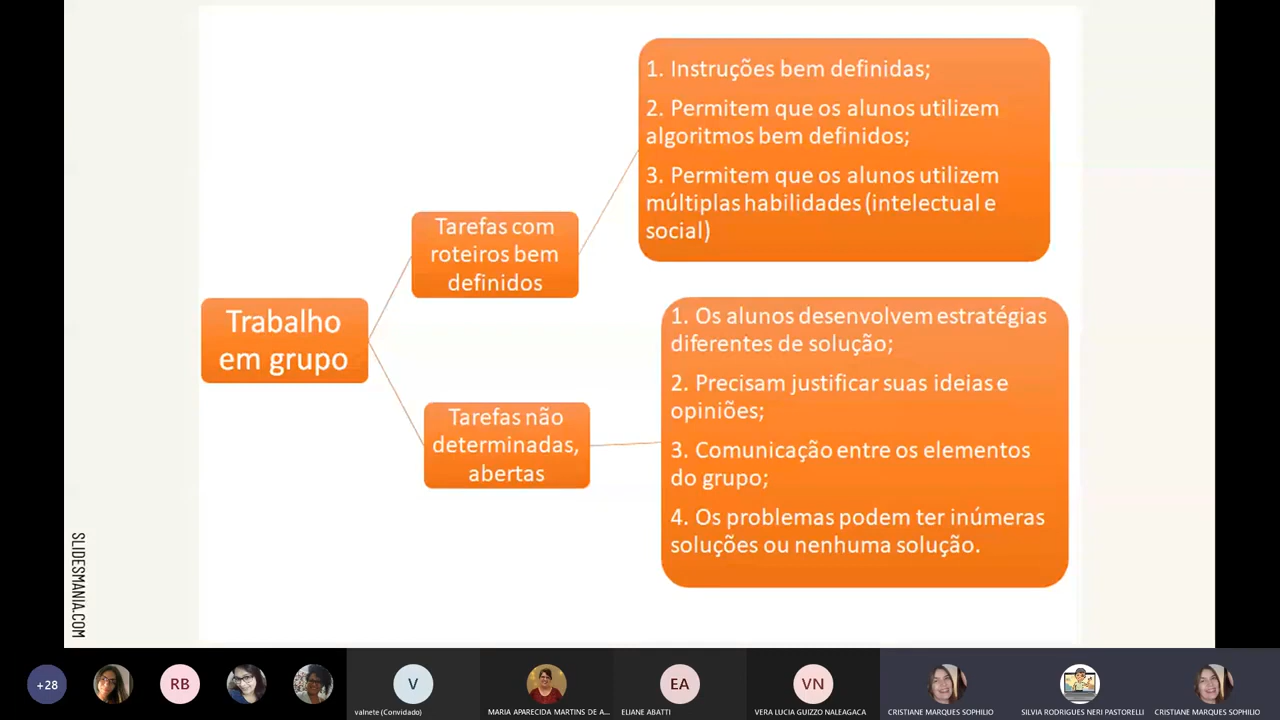 Trabalho
em grupo
Tarefas com
roteiros bem
definidos
1. Instruções bem definidas;
2. Permitem que os alunos utilizem
algoritmos bem definidos;
3. Permitem que os alunos utilizem
múltiplas habilidades (intelectual e
social)
Tarefas não
determinadas,
abertas
1. Os alunos desenvolvem estratégias
diferentes de solução;
2. Precisam justificar suas ideias e
opiniões;
3. Comunicação entre os elementos
do grupo;
4. Os problemas podem ter inúmeras
soluções ou nenhuma solução.
SLIDESMANIA.COM
+28
RB
V
EA
VN
valnete (Convidado)
MARIA APARECIDA MARTINS DE A...
ELIANE ABATTI
VERA LUCIA GUIZZO NALEAGACA
CRISTIANE MARQUES SOPHILIO
SILVIA RODRIGUES NERI PASTORELLI
CRISTIANE MARQUES SOPHILIO